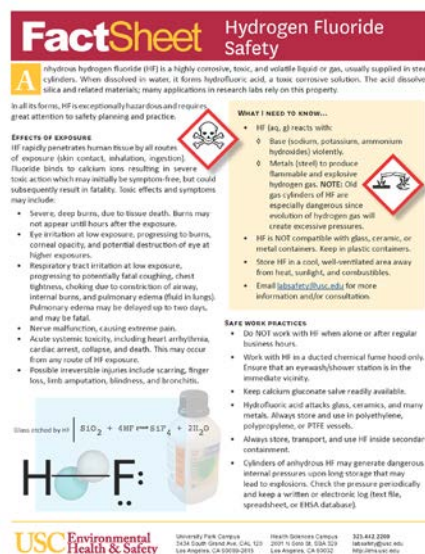 FactSheet
Hydrogen Fluoride
Safety
Anhydrous hydrogen fluoride (HF) is a highly corrosive, toxic, and volatile liquid or gas, usually supplied in steel
cylinders. When dissolved in water, it forms hydrofluoric acid, a toxic corrosive solution. The acid dissolves
silica and related materials; many applications in research labs rely on this property.
In all its forms, HF is exceptionally hazardous and requires
great attention to safety planning and practice.
EFFECTS OF EXPOSURE
HF rapidly penetrates human tissue by all routes
of exposure (skin contact, inhalation, ingestion).
Fluoride binds to calcium ions resulting in severe
toxic action which may initially be symptom-free, but could
subsequently result in fatality. Toxic effects and symptoms
may include:
• Severe, deep burns, due to tissue death. Burns may
not appear until hours after the exposure.
• Eye irritation at low exposure, progressing to burns,
corneal opacity, and potential destruction of eye at
higher exposures.
• Respiratory tract irritation at low exposure,
progressing to potentially fatal coughing, chest
tightness, choking due to constriction of airway,
internal burns, and pulmonary edema (fluid in lungs).
Pulmonary edema may be delayed up to two days,
and may be fatal.
• Nerve malfunction, causing extreme pain.
• Acute systemic toxicity, including heart arrhythmia,
cardiac arrest, collapse, and death. This may occur
from any route of HF exposure.
• Possible irreversible injuries include scarring, finger
loss, limb amputation, blindness, and bronchitis.
Glass etched by HF
SiO2 + 4HF ⟷ SiF4 + 2H2O
H F:
WHAT I NEED TO KNOW...
• HF (aq, g) reacts with:
◊ Base (sodium, potassium, ammonium
hydroxides) violently.
◊ Metals (steel) to produce
flammable and explosive
hydrogen gas. NOTE: Old
gas cylinders of HF are
especially dangerous since
evolution of hydrogen gas will
create excessive pressures.
• HF is NOT compatible with glass, ceramic, or
metal containers. Keep in plastic containers.
• Store HF in a cool, well-ventilated area away
from heat, sunlight, and combustibles.
• Email labsafety@usc.edu for more
information and/or consultation.
SAFE WORK PRACTICES
• Do NOT work with HF when alone or after regular
business hours.
• Work with HF in a ducted chemical fume hood only.
Ensure that an eyewash/shower station is in the
immediate vicinity.
• Keep calcium gluconate salve readily available.
• Hydrofluoric acid attacks glass, ceramics, and many
metals. Always store and use in polyethylene,
polypropylene, or PTFE vessels.
• Always store, transport, and use HF inside secondary
containment.
• Cylinders of anhydrous HF may generate dangerous
internal pressures upon long storage that may
lead to explosions. Check the pressure periodically
and keep a written or electronic log (text file,
spreadsheet, or EHSA database).
USC Environmental
Health & Safety
University Park Campus
Los Angeles, CA
Health Sciences Campus
Los Angeles, CA
labsafety@usc.edu